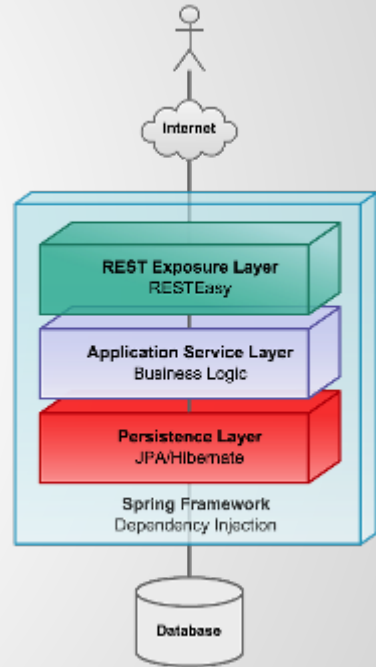 Internet
REST Exposure Layer
RESTEasy
Application Service Layer
Business Logic
Persistence Layer
JPA/Hibernate
Spring Framework
Dependency Injection
Database